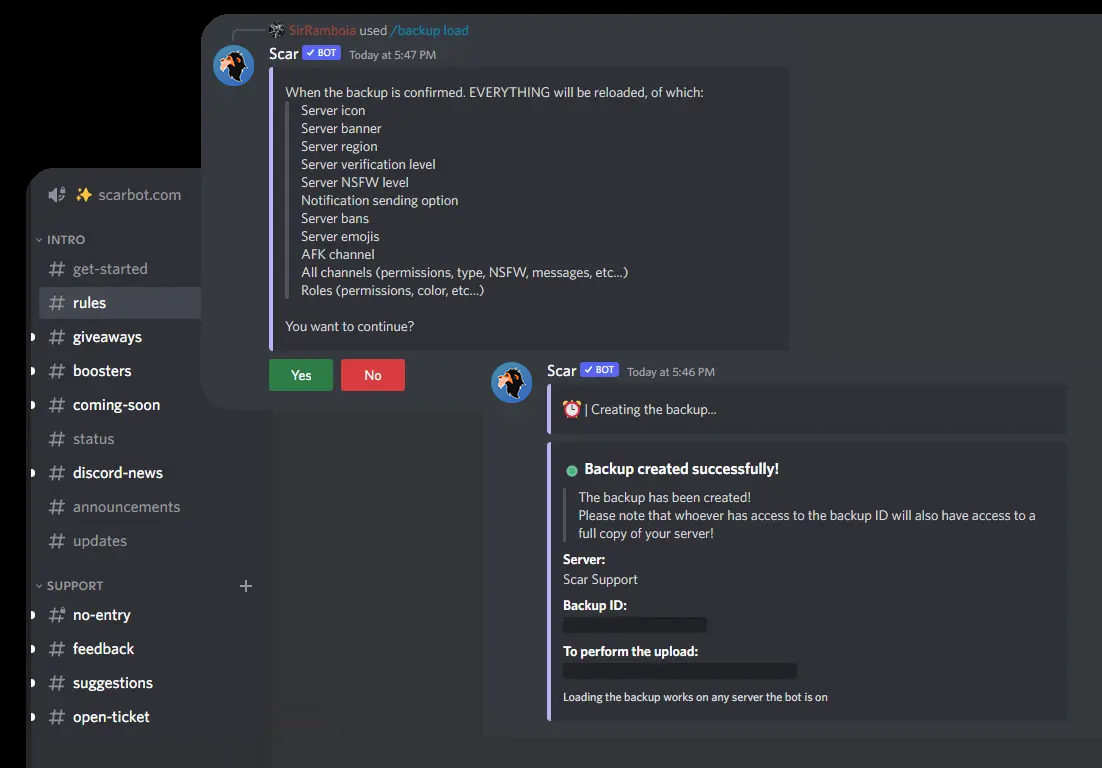 SirRamboia used /backup load
Scar ✔ BOT Today at 5:47 PM
When the backup is confirmed. EVERYTHING will be reloaded, of which:
Server icon
Server banner
Server region
Server verification level
Server NSFW level
Notification sending option
Server bans
Server emojis
AFK channel
All channels (permissions, type, NSFW, messages, etc...)
Roles (permissions, color, etc...)
You want to continue?
Yes No
✨ scarbot.com
INTRO
# get-started
# rules
# giveaways
# boosters
# coming-soon
# status
# discord-news
# announcements
# updates
SUPPORT +
# no-entry
# feedback
# suggestions
# open-ticket
Scar ✔ BOT Today at 5:46 PM
⏰ | Creating the backup...
Backup created successfully!
The backup has been created!
Please note that whoever has access to the backup ID will also have access to a
full copy of your server!
Server:
Scar Support
Backup ID:
To perform the upload:
Loading the backup works on any server the bot is on